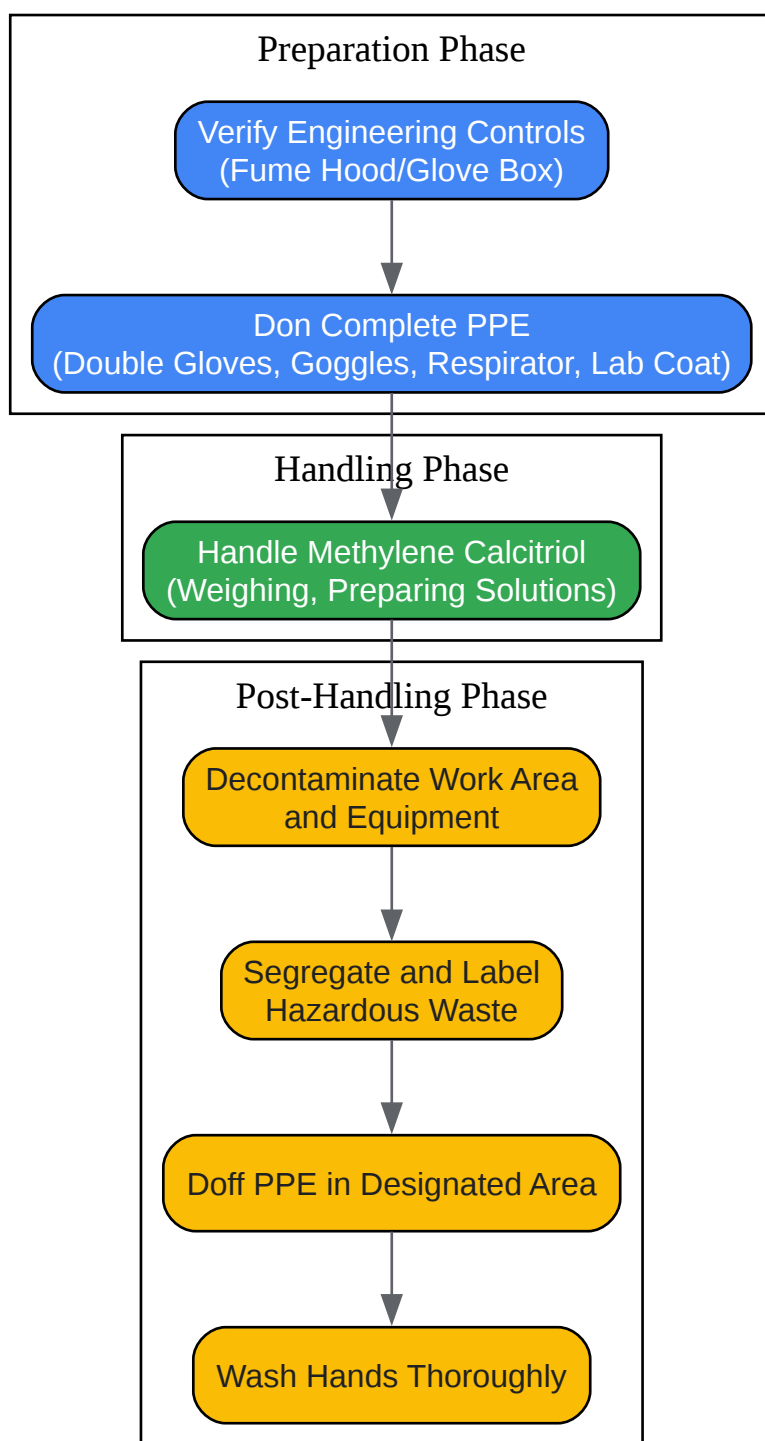 Preparation Phase
Verify Engineering Controls
(Fume Hood/Glove Box)
Don Complete PPE
(Double Gloves, Goggles, Respirator, Lab Coat)
Handling Phase
Handle Methylene Calcitriol
(Weighing, Preparing Solutions)
Post-Handling Phase
Decontaminate Work Area
and Equipment
Segregate and Label
Hazardous Waste
Doff PPE in Designated Area
Wash Hands Thoroughly